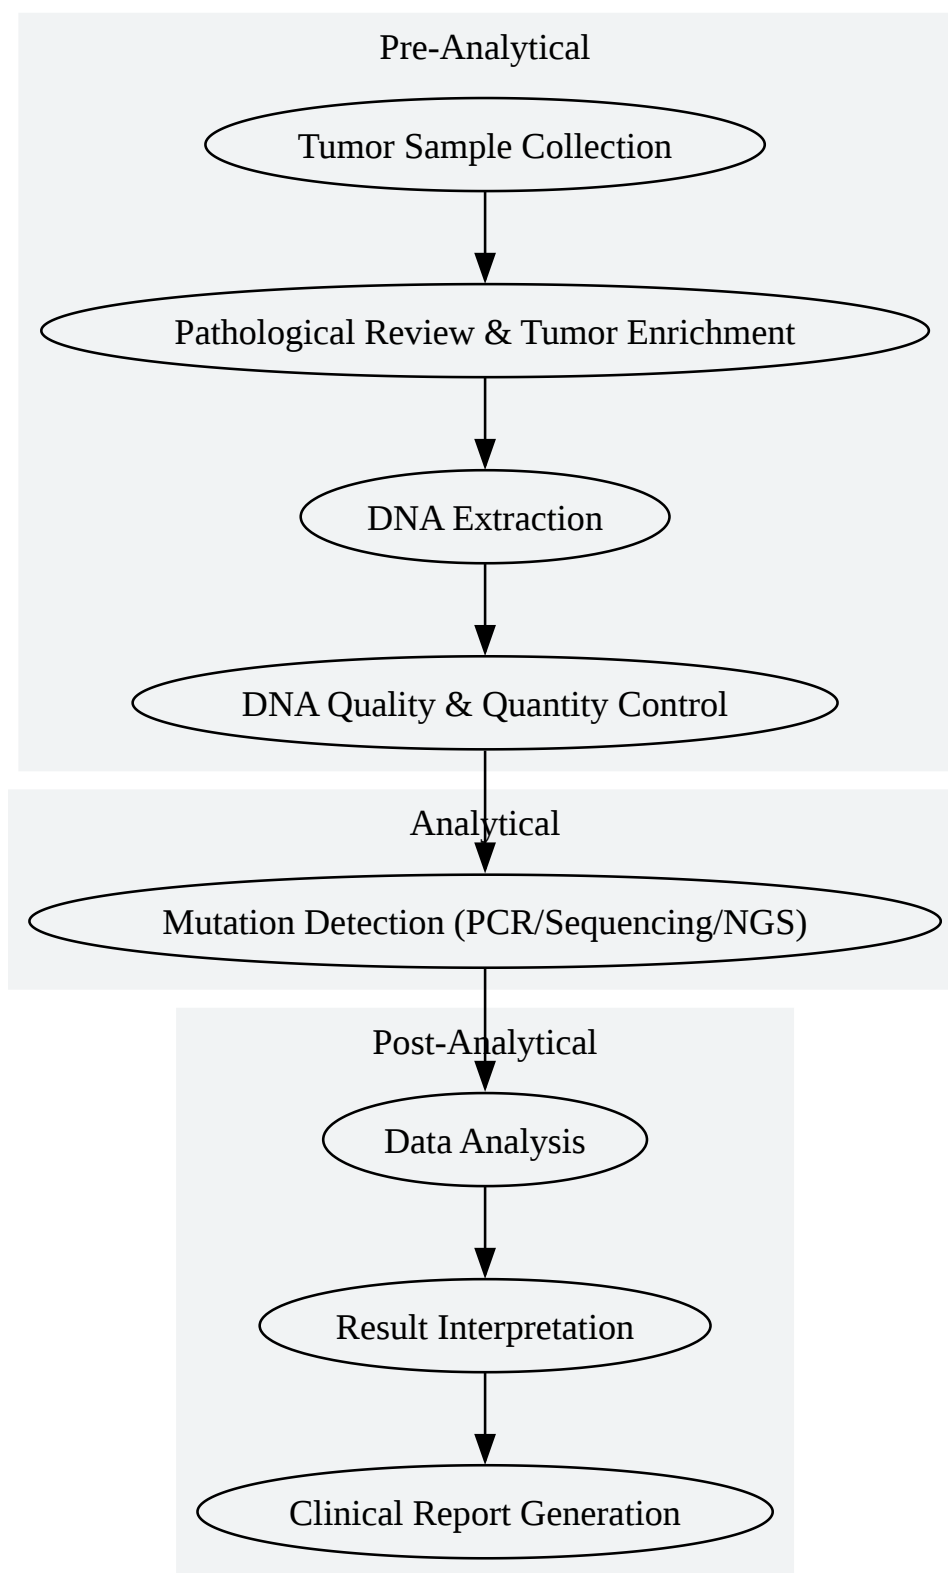 Pre-Analytical
Tumor Sample Collection
Pathological Review & Tumor Enrichment
DNA Extraction
DNA Quality & Quantity Control
Analytical
Mutation Detection (PCR/Sequencing/NGS)
Post-Analytical
Data Analysis
Result Interpretation
Clinical Report Generation